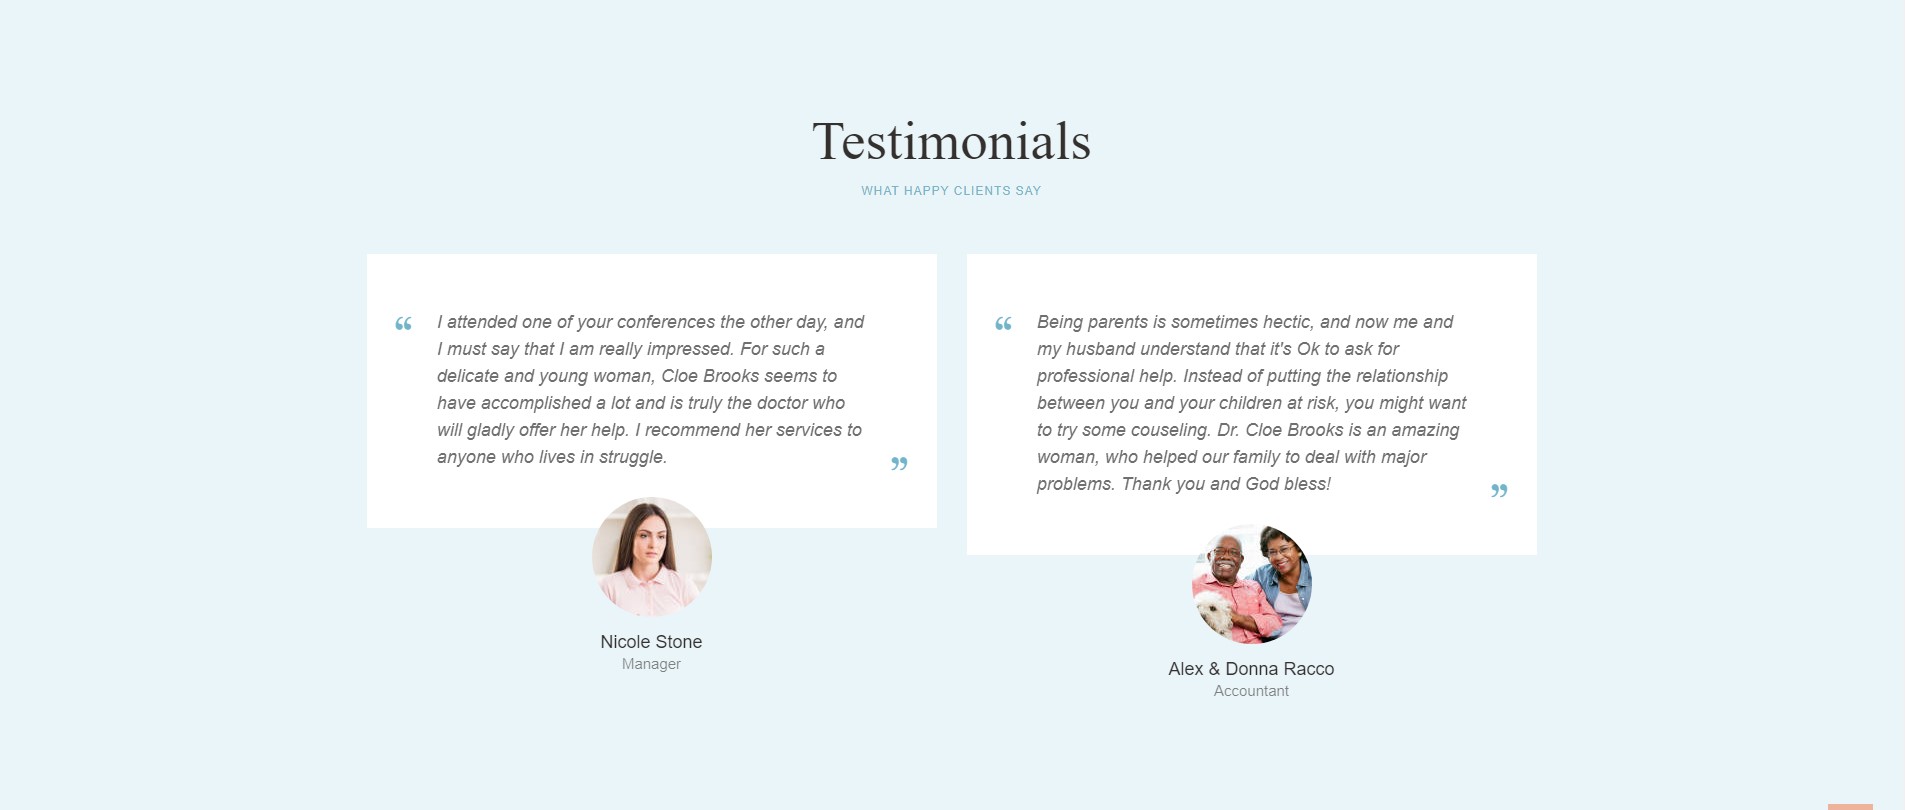 Testimonials
WHAT HAPPY CLIENTS SAY
“ I attended one of your conferences the other day, and
I must say that I am really impressed. For such a
delicate and young woman, Cloe Brooks seems to
have accomplished a lot and is truly the doctor who
will gladly offer her help. I recommend her services to
anyone who lives in struggle. ”
Nicole Stone
Manager
“ Being parents is sometimes hectic, and now me and
my husband understand that it's Ok to ask for
professional help. Instead of putting the relationship
between you and your children at risk, you might want
to try some couseling. Dr. Cloe Brooks is an amazing
woman, who helped our family to deal with major
problems. Thank you and God bless! ”
Alex & Donna Racco
Accountant